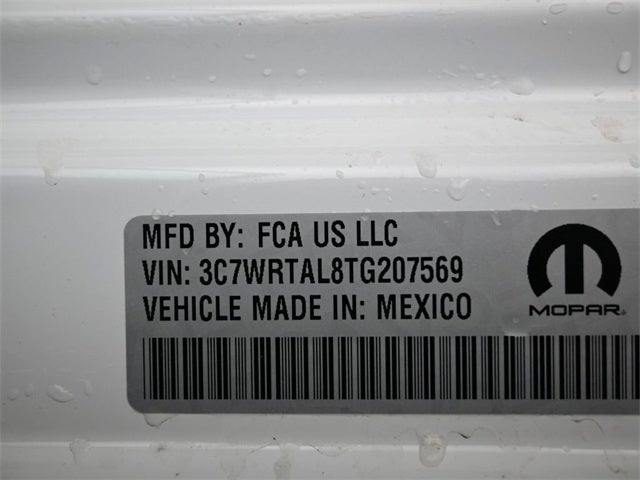 MFD BY: FCA US LLC
VIN: 3C7WRTAL8TG207569
VEHICLE MADE IN: MEXICO
MOPAR®